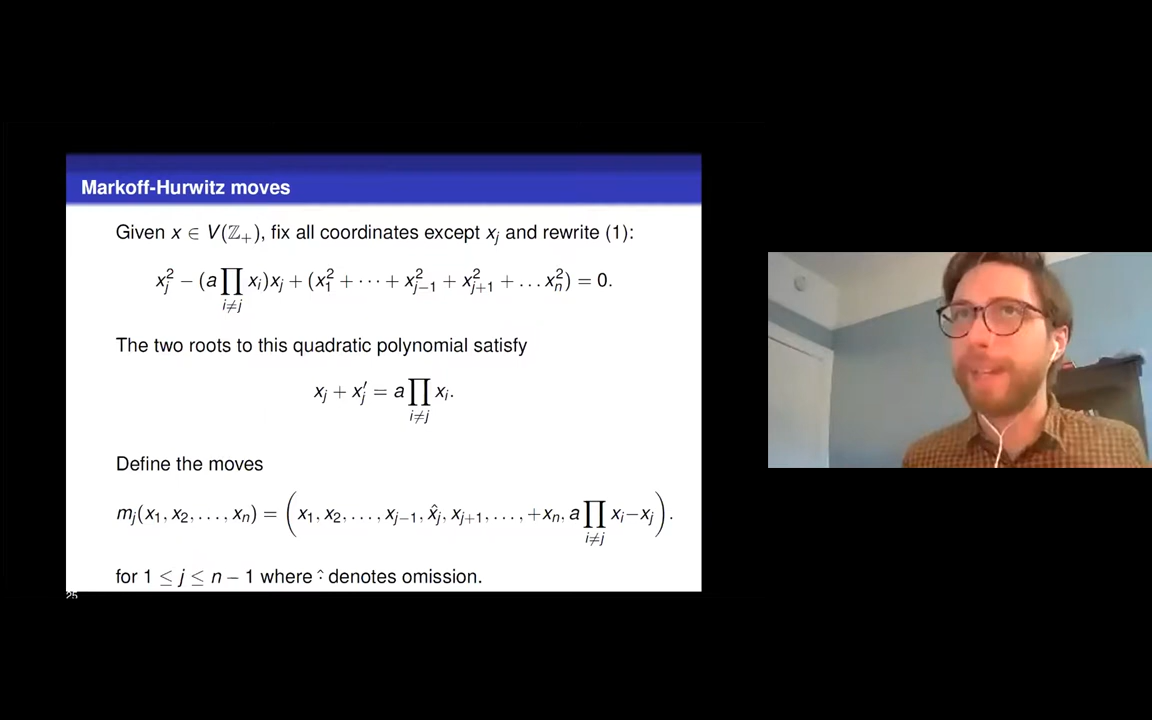 Markoff-Hurwitz moves
Given x ∈ V(ℤ₊), fix all coordinates except xⱼ and rewrite (1):
xⱼ² − (a∏_{i≠j} xᵢ)xⱼ + (x₁² + ⋯ + xⱼ₋₁² + xⱼ₊₁² + … xₙ²) = 0.
The two roots to this quadratic polynomial satisfy
xⱼ + xⱼ′ = a∏_{i≠j} xᵢ.
Define the moves
mⱼ(x₁, x₂, …, xₙ) = (x₁, x₂, …, xⱼ₋₁, x̂ⱼ, xⱼ₊₁, …, +xₙ, a∏_{i≠j} xᵢ−xⱼ).
for 1 ≤ j ≤ n − 1 where ˆ· denotes omission.
25